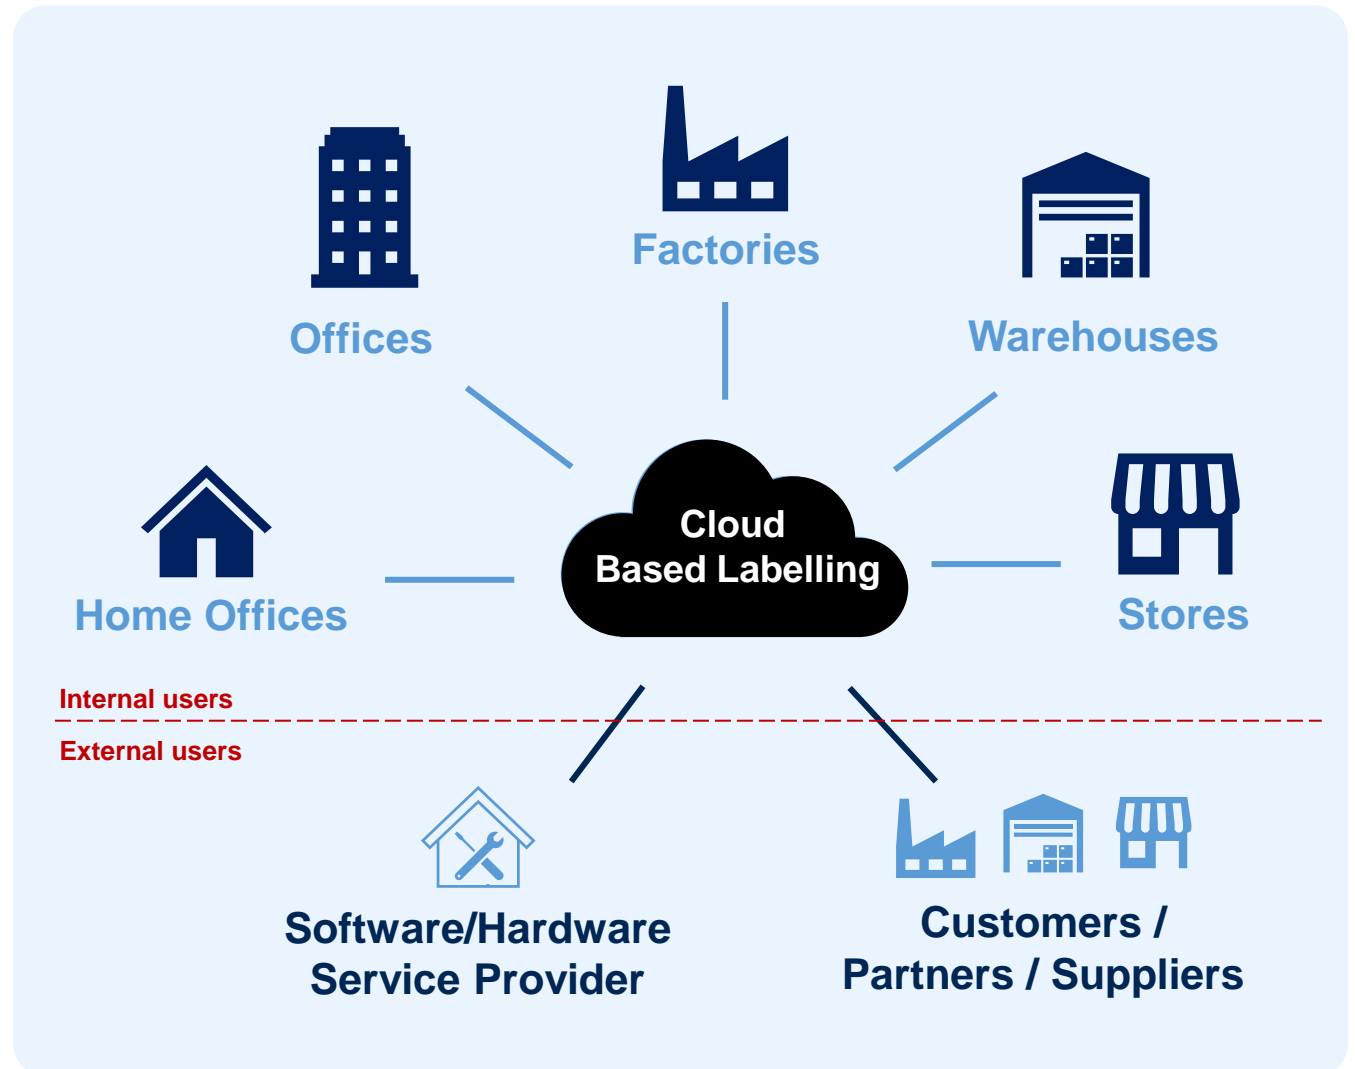 Factories
Offices
Warehouses
Cloud
Based Labelling
Home Offices
Stores
Internal users
External users
Software/Hardware
Service Provider
Customers /
Partners / Suppliers